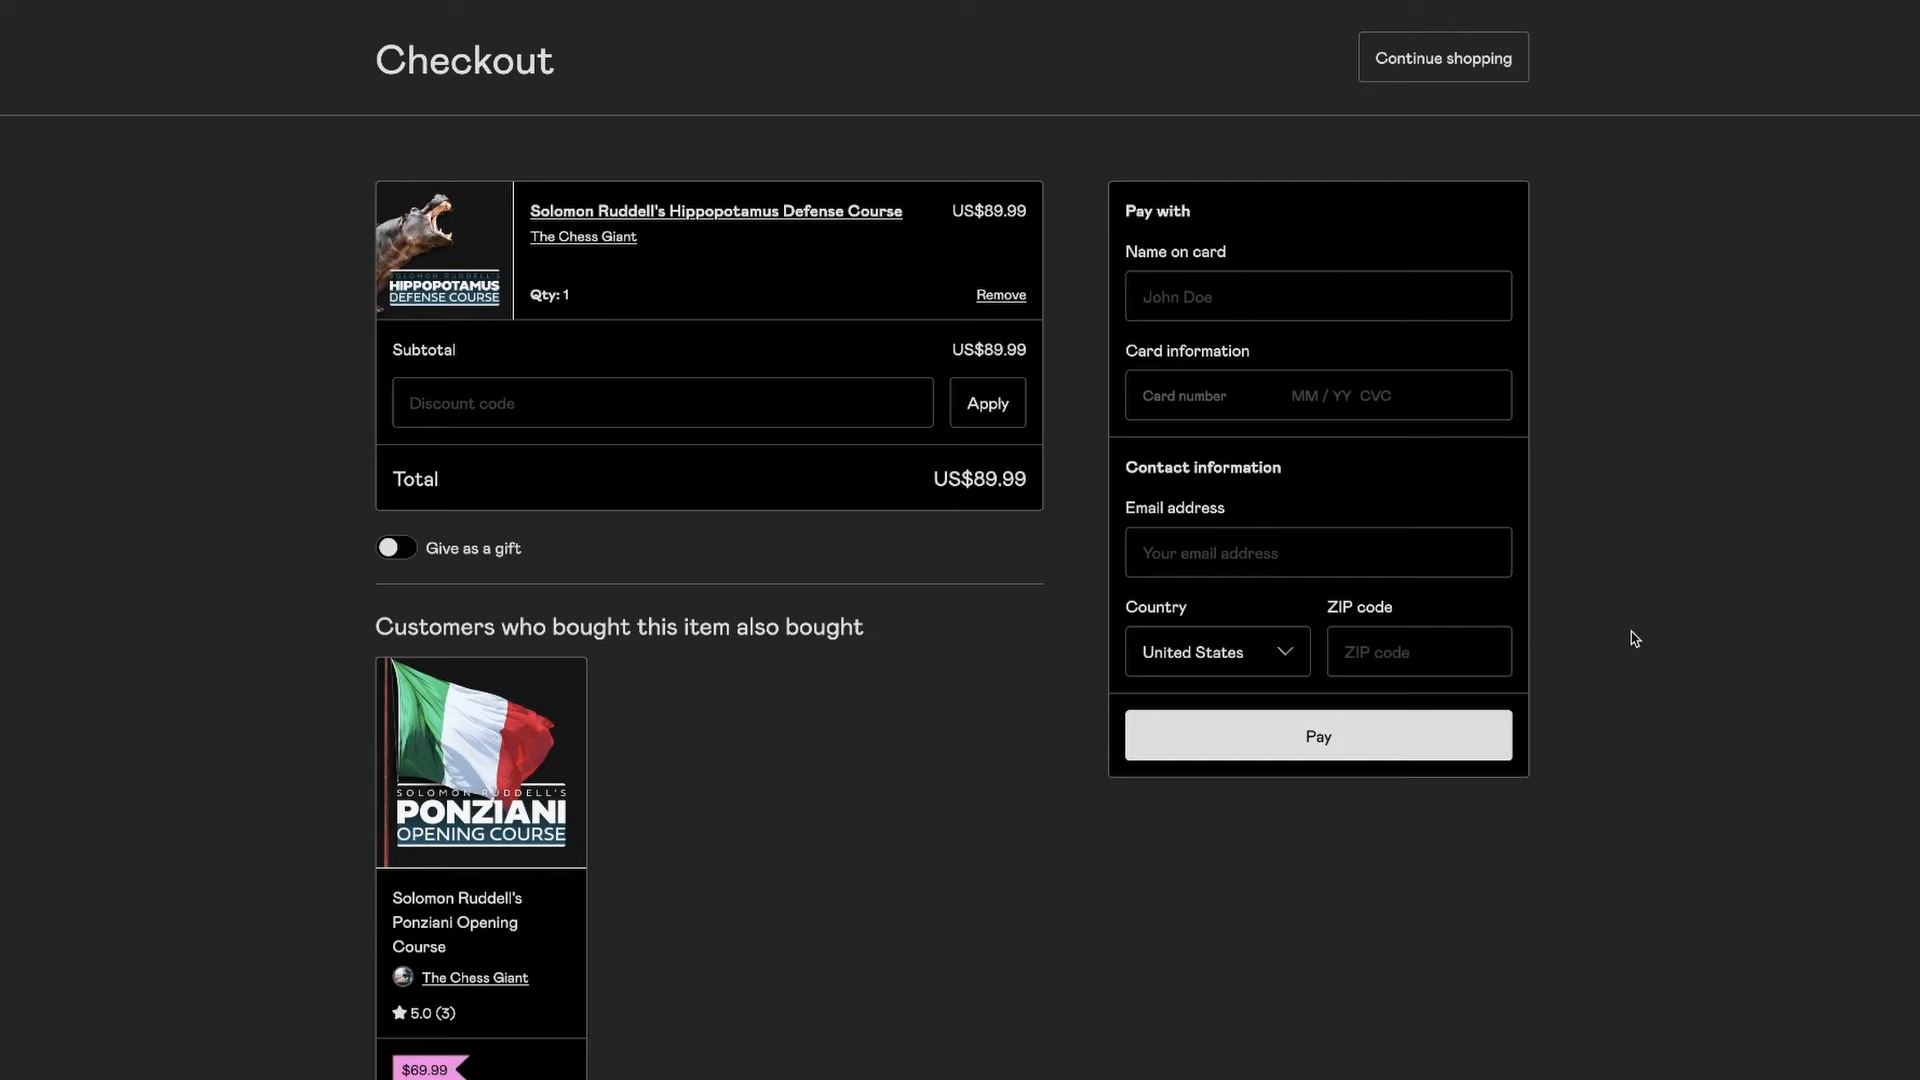 Checkout
Continue shopping
SOLOMON RUDDELL'S
HIPPOPOTAMUS
DEFENSE COURSE
Solomon Ruddell's Hippopotamus Defense Course
US$89.99
The Chess Giant
Qty: 1
Remove
Subtotal
US$89.99
Discount code
Apply
Total
US$89.99
Give as a gift
Customers who bought this item also bought
SOLOMON RUDDELL'S
PONZIANI
OPENING COURSE
Solomon Ruddell's
Ponziani Opening
Course
The Chess Giant
5.0 (3)
$69.99
Pay with
Name on card
John Doe
Card information
Card number MM / YY CVC
Contact information
Email address
Your email address
Country ZIP code
United States ZIP code
Pay